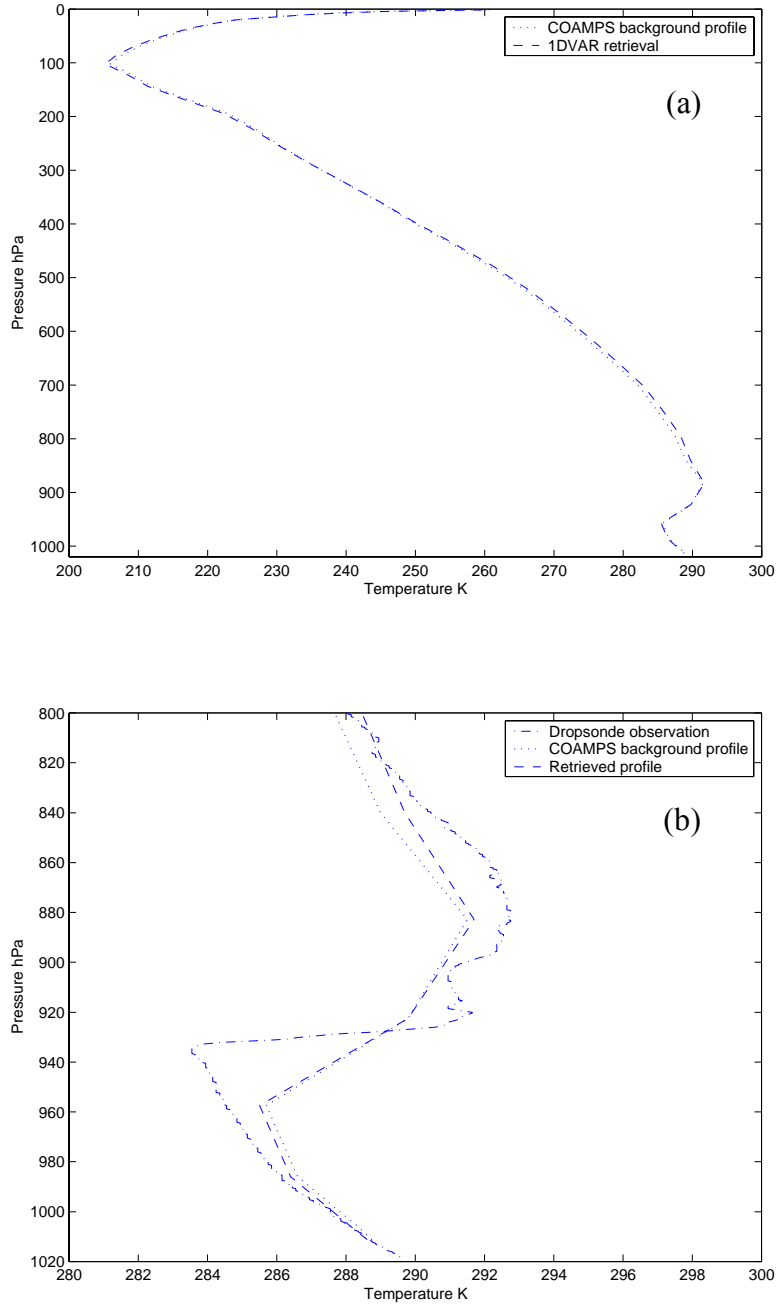 0
100
200
300
400
500
600
700
800
900
1000
Pressure hPa
COAMPS background profile
1DVAR retrieval
(a)
200 210 220 230 240 250 260 270 280 290 300
Temperature K
800
820
840
860
880
900
920
940
960
980
1000
1020
Pressure hPa
Dropsonde observation
COAMPS background profile
Retrieved profile
(b)
280 284 286 288 290 292 294 296 298 300
Temperature K